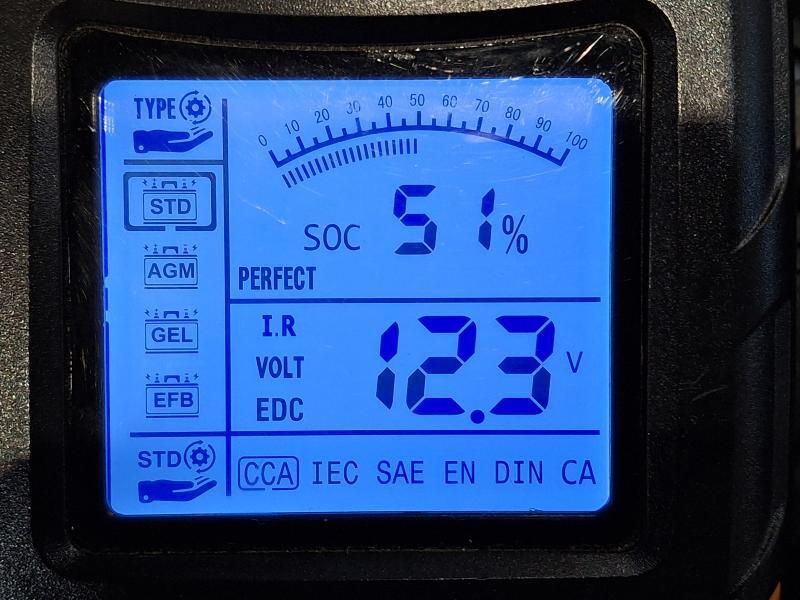 TYPE
0 10 20 30 40 50 60 70 80 90 100
STD
SOC 51%
AGM
PERFECT
GEL
I.R
VOLT
12.3 V
EFB
EDC
STD
CCA IEC SAE EN DIN CA